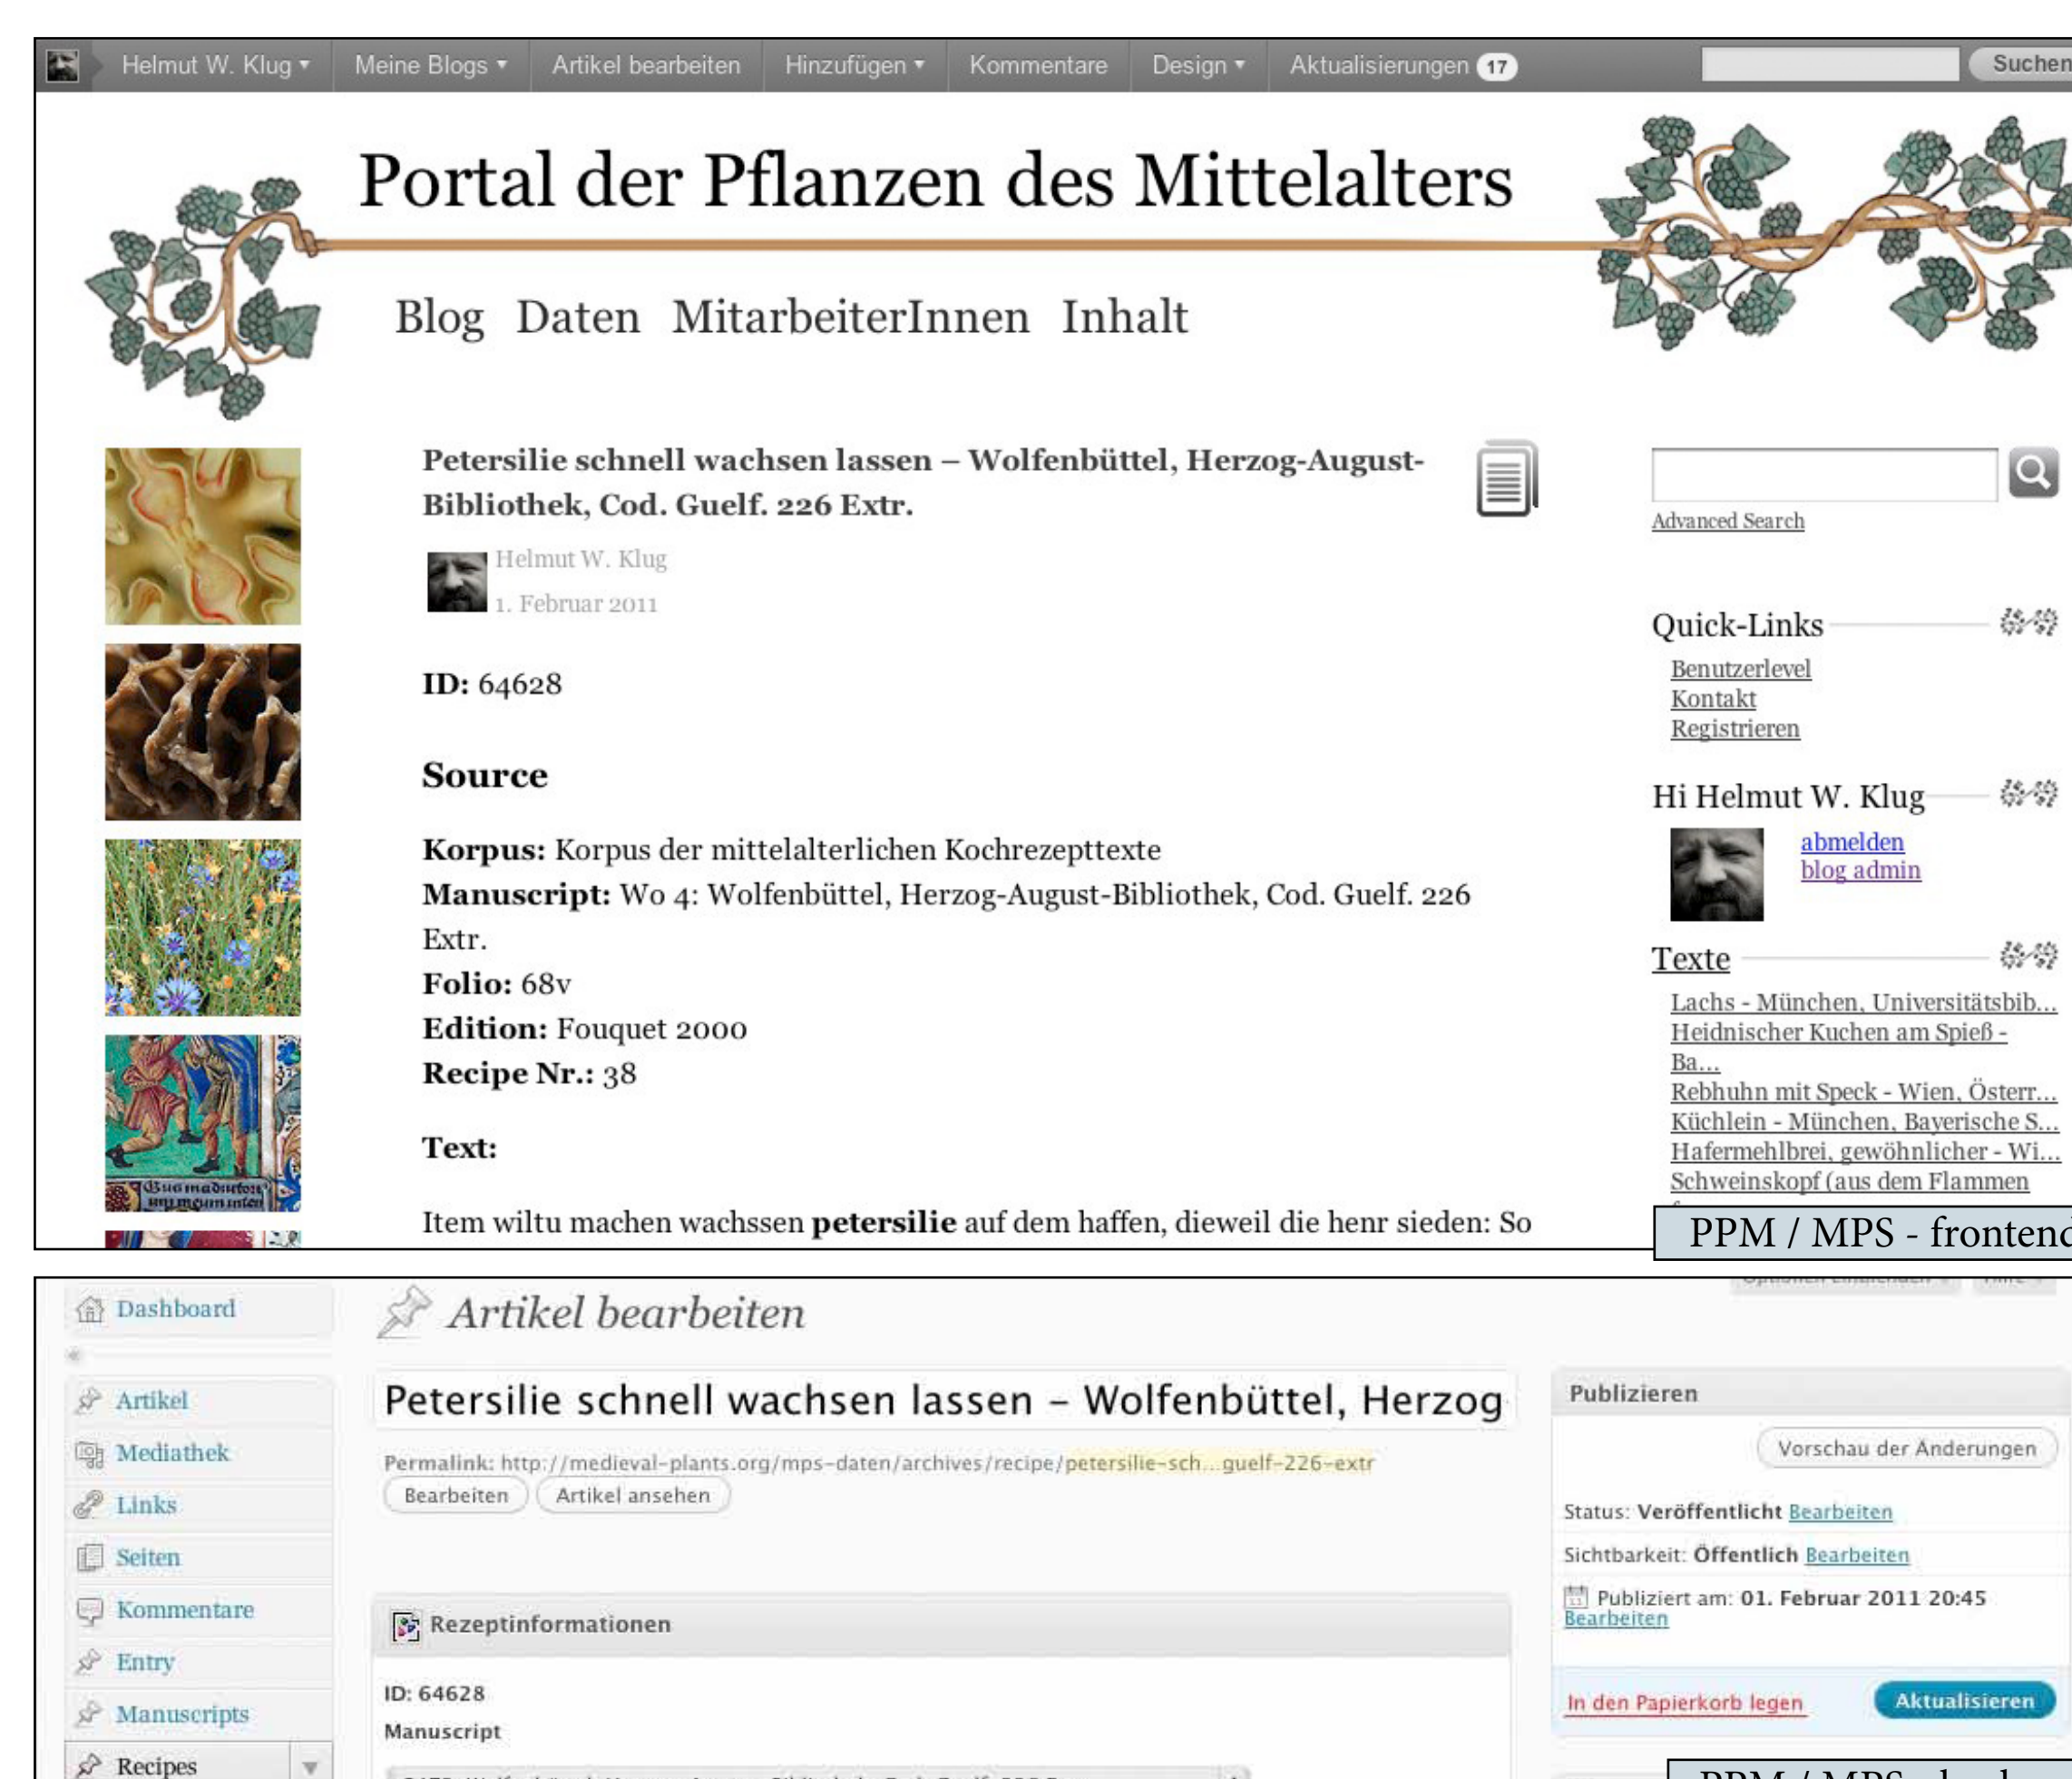 Helmut W. Klug Meine Blogs Artikel bearbeiten Hinzufügen Kommentare Design Aktualisierungen 17 Suchen
Portal der Pflanzen des Mittelalters
Blog Daten MitarbeiterInnen Inhalt
Petersilie schnell wachsen lassen – Wolfenbüttel, Herzog-August-
Bibliothek, Cod. Guelf. 226 Extr.
Helmut W. Klug
1. Februar 2011
ID: 64628
Source
Korpus: Korpus der mittelalterlichen Kochrezepttexte
Manuscript: Wo 4: Wolfenbüttel, Herzog-August-Bibliothek, Cod. Guelf. 226
Extr.
Folio: 68v
Edition: Fouquet 2000
Recipe Nr.: 38
Text:
Item wiltu machen wachssen petersilie auf dem haffen, dieweil die henr sieden: So
Advanced Search
Quick-Links
Benutzerlevel
Kontakt
Registrieren
Hi Helmut W. Klug
abmelden
blog admin
Texte
Lachs - München, Universitätsbib...
Heidnischer Kuchen am Spieß -
Ba...
Rebhuhn mit Speck - Wien, Österr...
Küchlein - München, Bayerische S...
Hafermehlbrei, gewöhnlicher - Wi...
Schweinskopf (aus dem Flammen
PPM / MPS - frontend
Dashboard
Artikel
Mediathek
Links
Seiten
Kommentare
Entry
Manuscripts
Recipes
Artikel bearbeiten
Petersilie schnell wachsen lassen – Wolfenbüttel, Herzog
Permalink: http://medieval-plants.org/mps-daten/archives/recipe/petersilie-sch...guelf-226-extr
Bearbeiten Artikel ansehen
Rezeptinformationen
ID: 64628
Manuscript
Publizieren
Vorschau der Änderungen
Status: Veröffentlicht Bearbeiten
Sichtbarkeit: Öffentlich Bearbeiten
Publiziert am: 01. Februar 2011 20:45
Bearbeiten
In den Papierkorb legen Aktualisieren
PPM / MPS